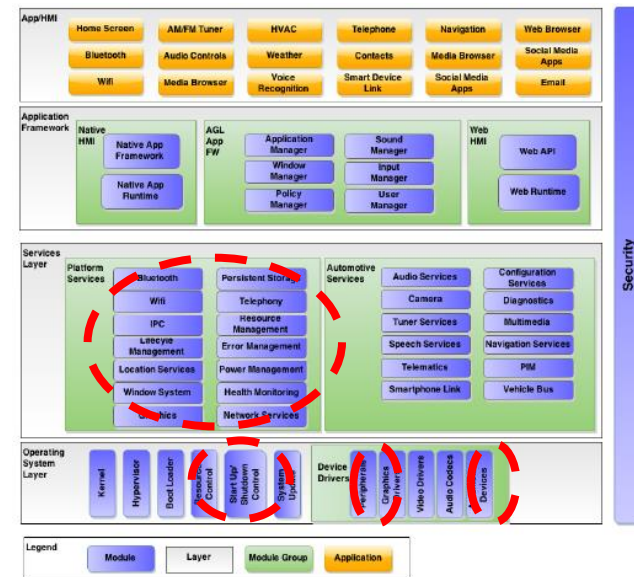 App/HMI
Home Screen
AM/FM Tuner
HVAC
Telephone
Navigation
Web Browser
Bluetooth
Audio Controls
Weather
Contacts
Media Browser
Social Media
Apps
Wifi
Media Browser
Voice
Recognition
Smart Device
Link
Social Media
Apps
Email
Application
Framework
Native
HMI
Native App
Framework
Native App
Runtime
AGL
App
FW
Application
Manager
Sound
Manager
Window
Manager
Input
Manager
Policy
Manager
User
Manager
Web
HMI
Web API
Web Runtime
Services
Layer
Platform
Services
Bluetooth
Persistent Storage
Wifi
Telephony
IPC
Resource
Management
Lifecyle
Management
Error Management
Location Services
Power Management
Window System
Health Monitoring
Graphics
Network Services
Automotive
Services
Audio Services
Configuration
Services
Camera
Diagnostics
Tuner Services
Multimedia
Speech Services
Navigation Services
Telematics
PIM
Smartphone Link
Vehicle Bus
Operating
System
Layer
Kernel
Hypervisor
Boot Loader
Resource
Control
Start Up/
Shutdown
Control
System
Update
Device
Drivers
Peripherals
Graphics
Driver
Video Drivers
Audio Codecs
Devices
Security
Legend
Module
Layer
Module Group
Application